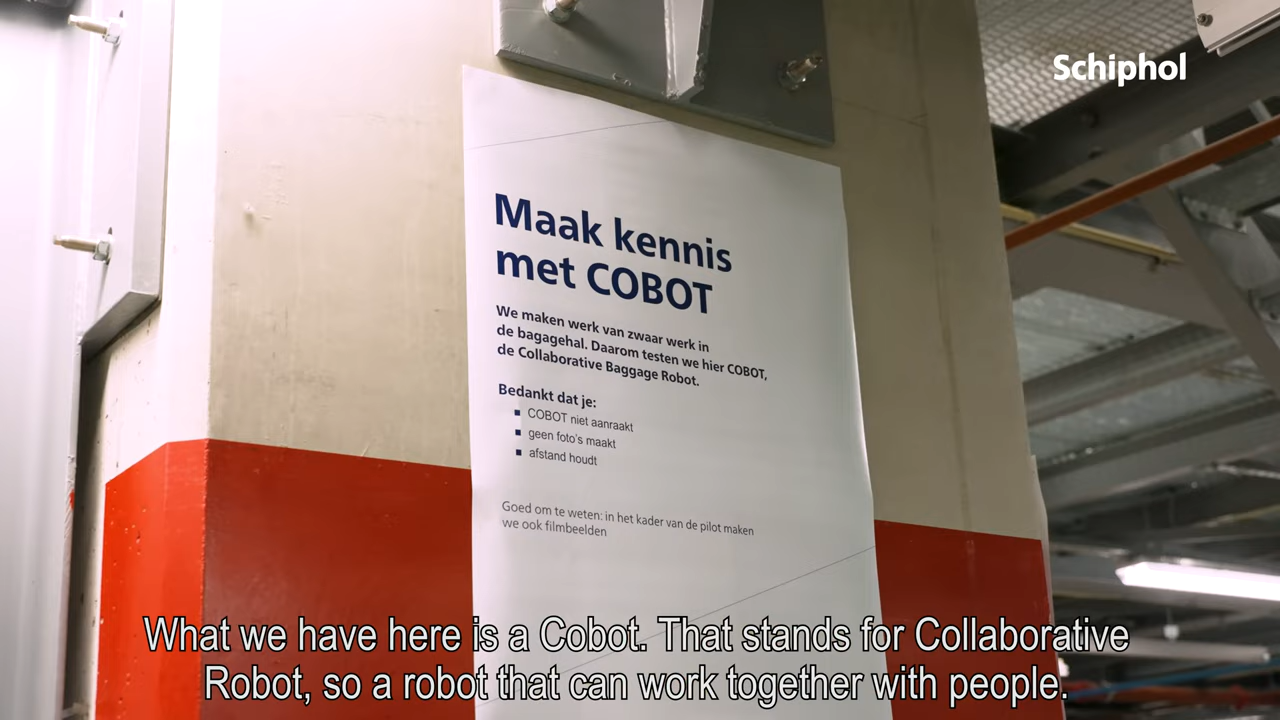 Schiphol
Maak kennis
met COBOT
We maken werk van zwaar werk in
de bagagehal. Daarom testen we hier COBOT,
de Collaborative Baggage Robot.
Bedankt dat je:
▪ COBOT niet aanraakt
▪ geen foto's maakt
▪ afstand houdt
Goed om te weten: in het kader van de pilot maken
we ook filmbeelden
What we have here is a Cobot. That stands for Collaborative
Robot, so a robot that can work together with people.